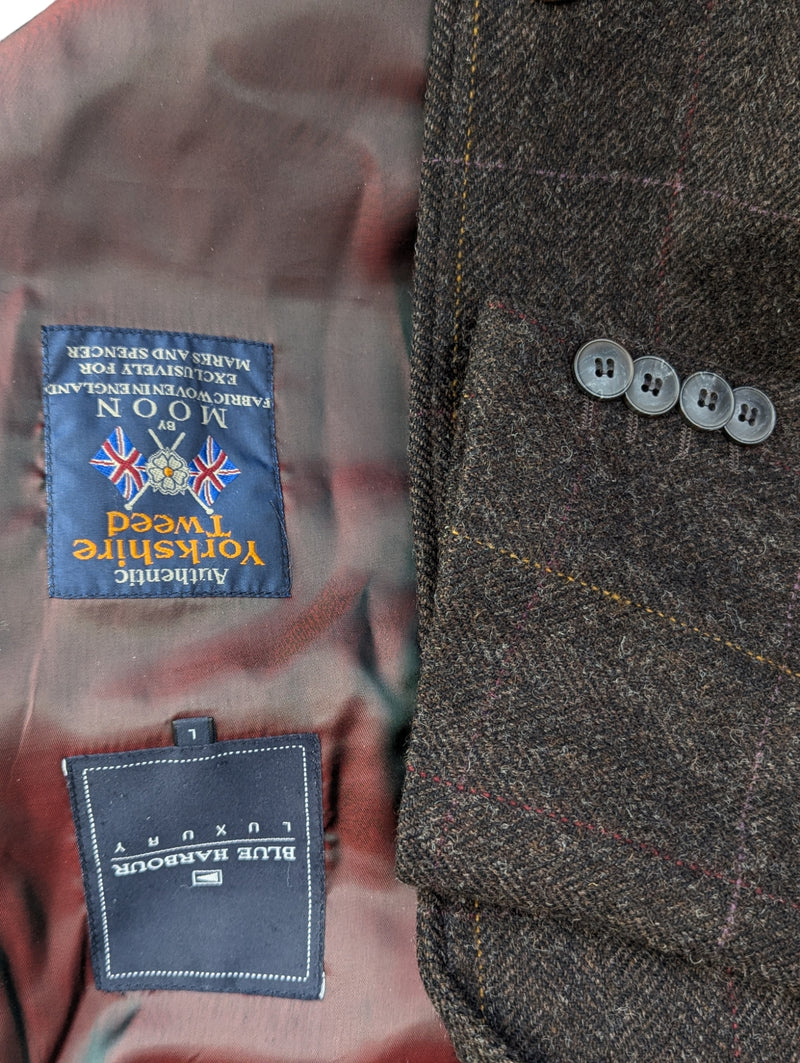 Authentic
Yorkshire
Tweed
BY
MOON
FABRIC WOVEN IN ENGLAND
EXCLUSIVELY FOR
MARKS AND SPENCER
BLUE HARBOUR
LUXURY
L